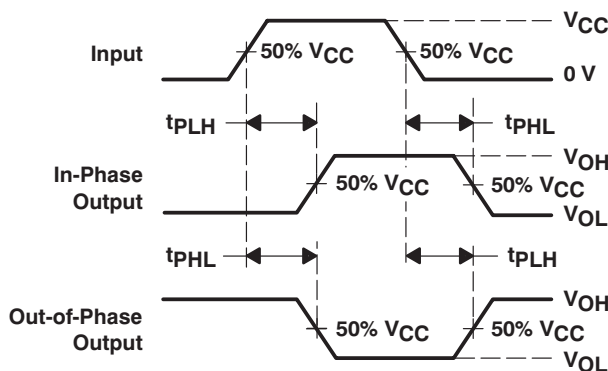 VCC
Input
50% VCC
50% VCC
0 V
tPLH
tPHL
VOH
In-Phase
Output
50% VCC
50% VCC
VOL
tPHL
tPLH
VOH
Out-of-Phase
Output
50% VCC
50% VCC
VOL